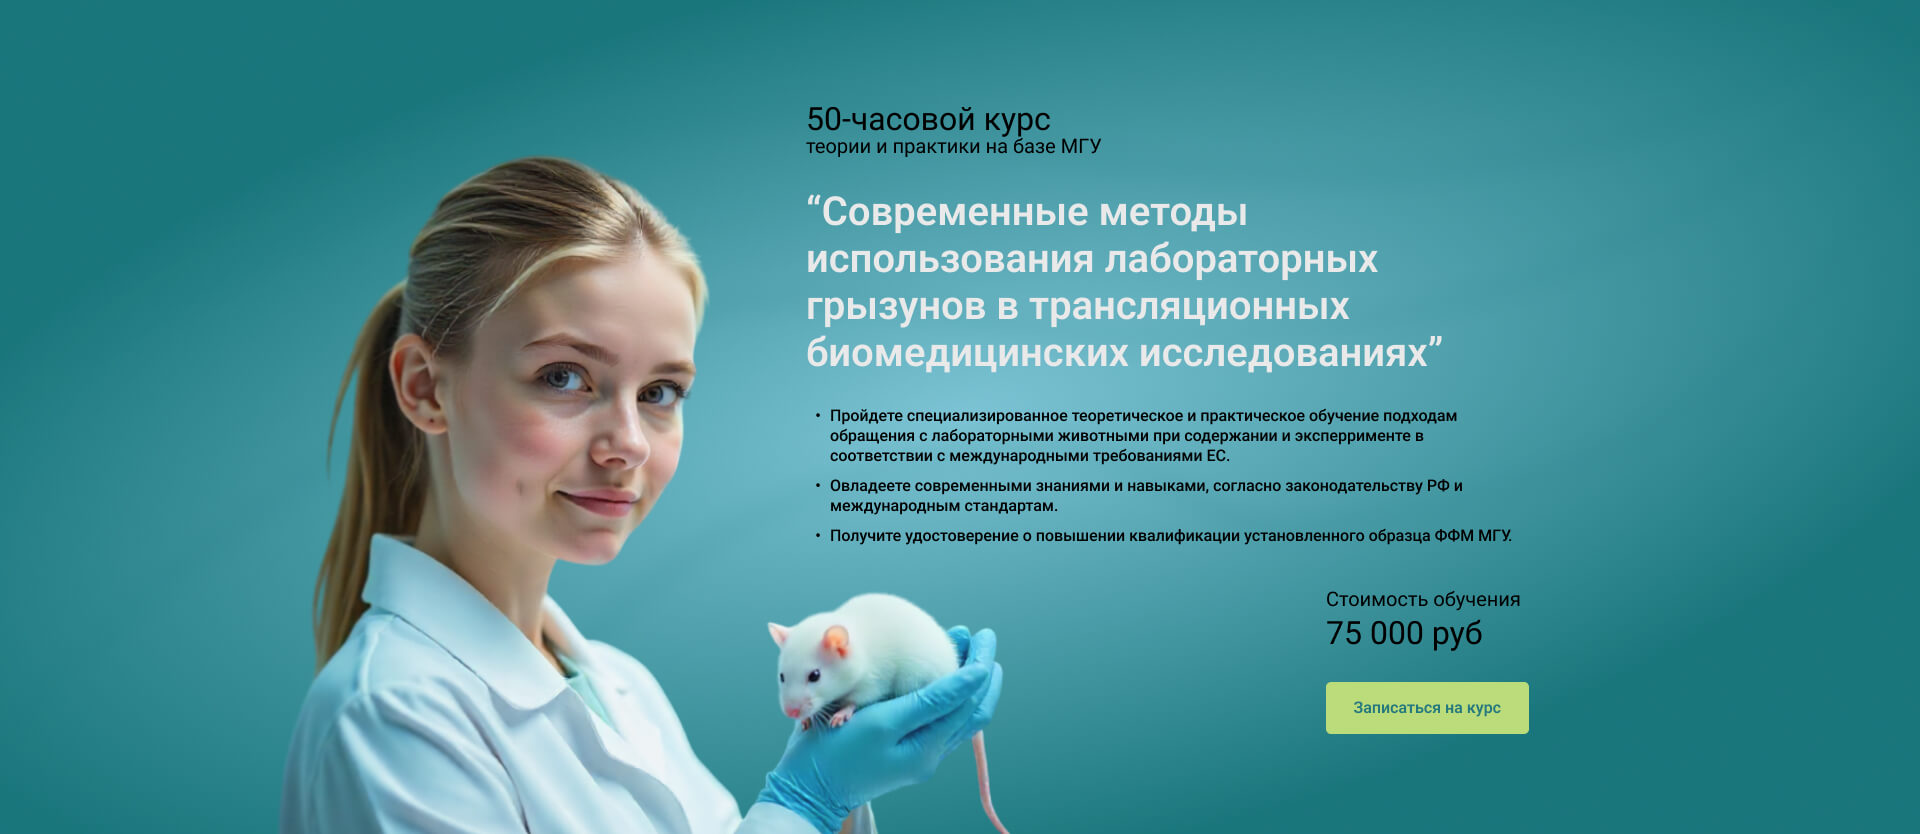 50-часовой курс
теории и практики на базе МГУ
“Современные методы
использования лабораторных
грызунов в трансляционных
биомедицинских исследованиях”
• Пройдете специализированное теоретическое и практическое обучение подходам
обращения с лабораторными животными при содержании и эксперрименте в
соответствии с международными требованиями ЕС.
• Овладеете современными знаниями и навыками, согласно законодательству РФ и
международным стандартам.
• Получите удостоверение о повышении квалификации установленного образца ФФМ МГУ.
Стоимость обучения
75 000 руб
Записаться на курс